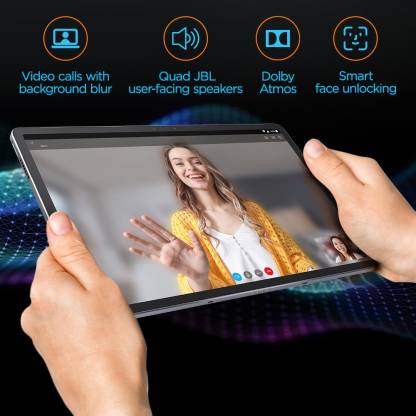 Video calls with
background blur
Quad JBL
user-facing speakers
Dolby
Atmos
Smart
face unlocking